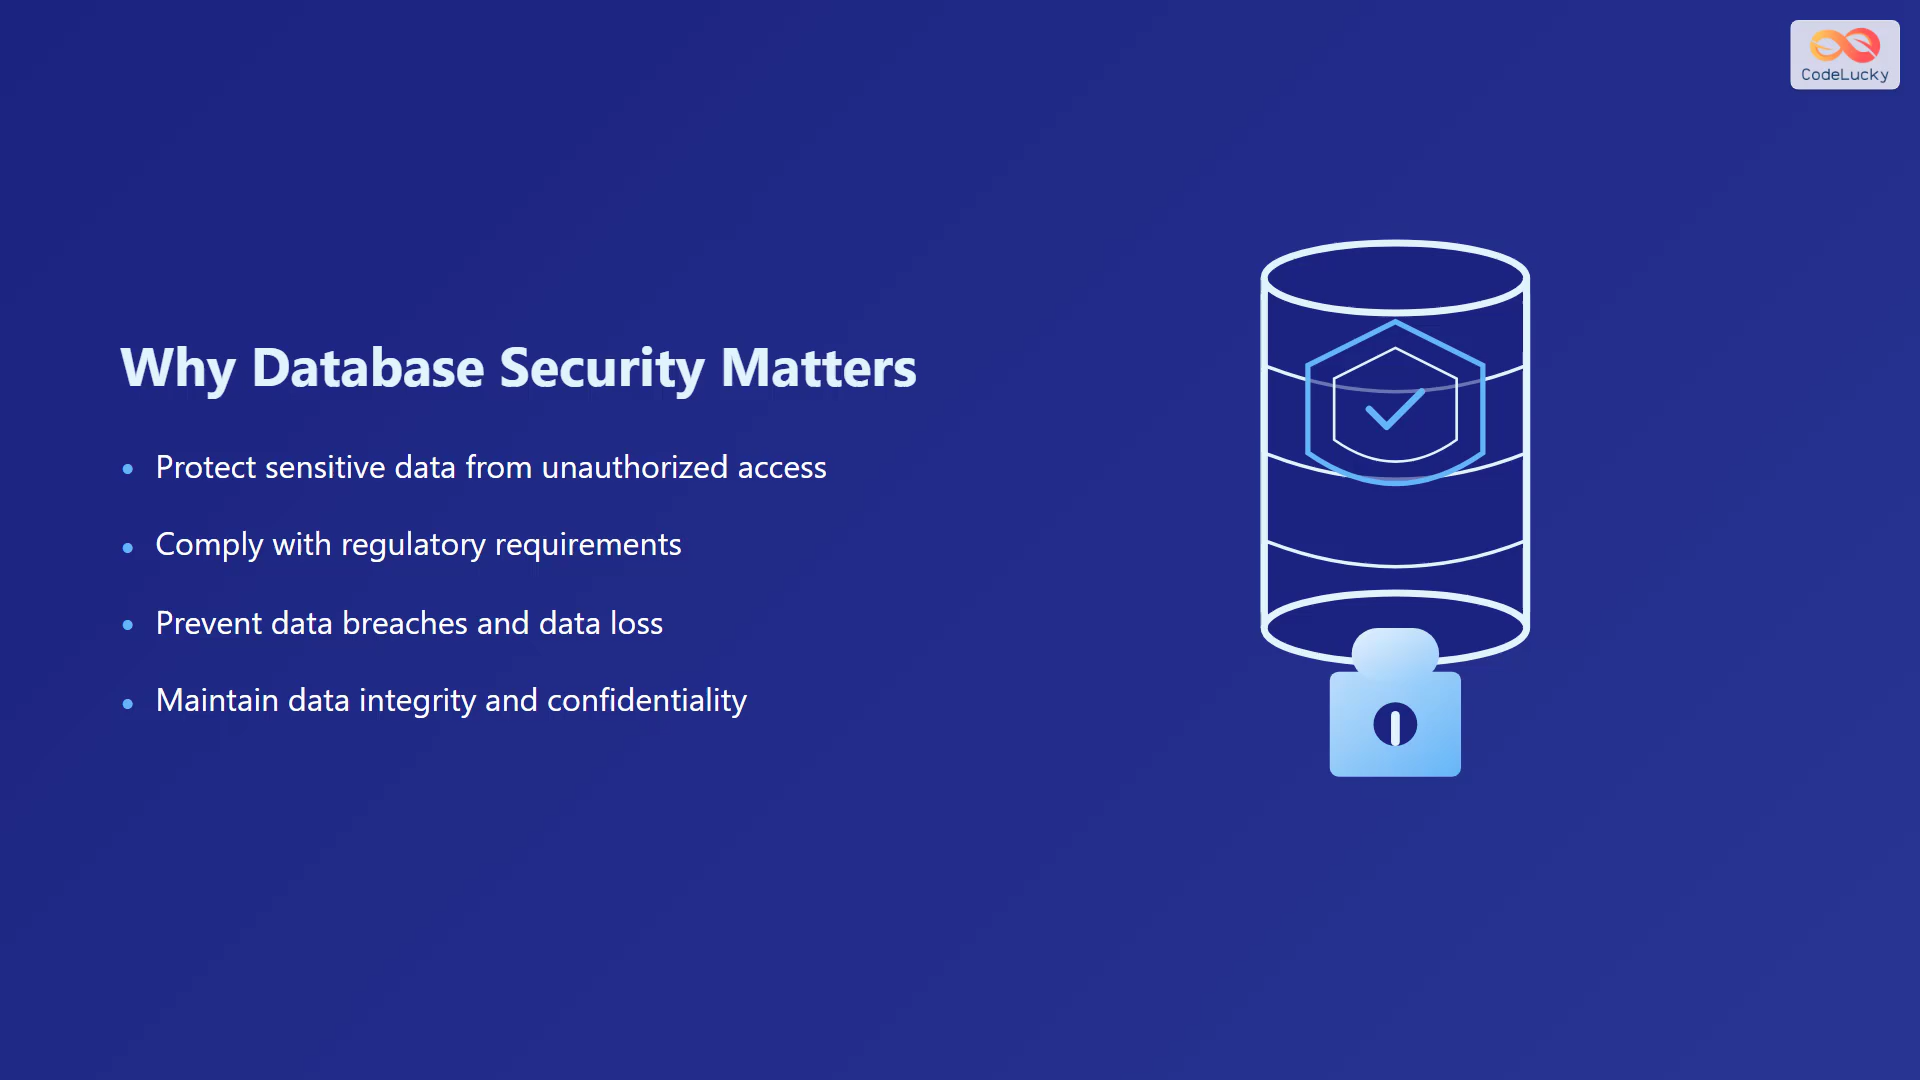 CodeLucky
Why Database Security Matters
Protect sensitive data from unauthorized access
Comply with regulatory requirements
Prevent data breaches and data loss
Maintain data integrity and confidentiality